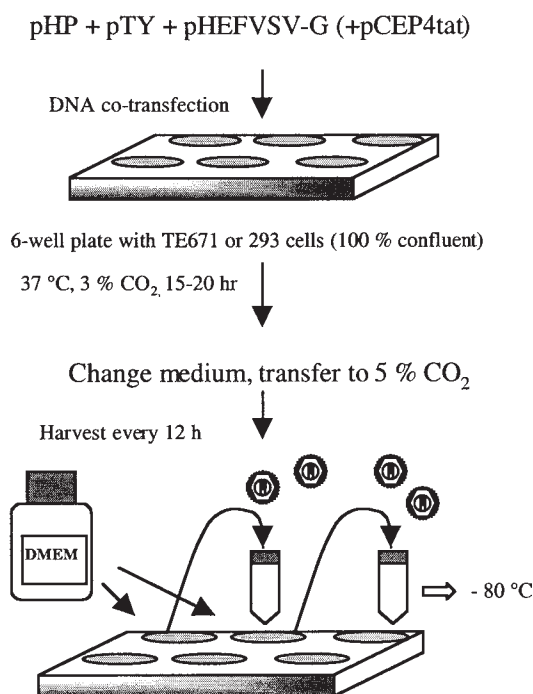 pHP + pTY + pHEFVSV-G (+pCEP4tat)
DNA co-transfection
6-well plate with TE671 or 293 cells (100 % confluent)
37 °C, 3 % CO₂, 15-20 hr
Change medium, transfer to 5 % CO₂
Harvest every 12 h
DMEM
- 80 °C